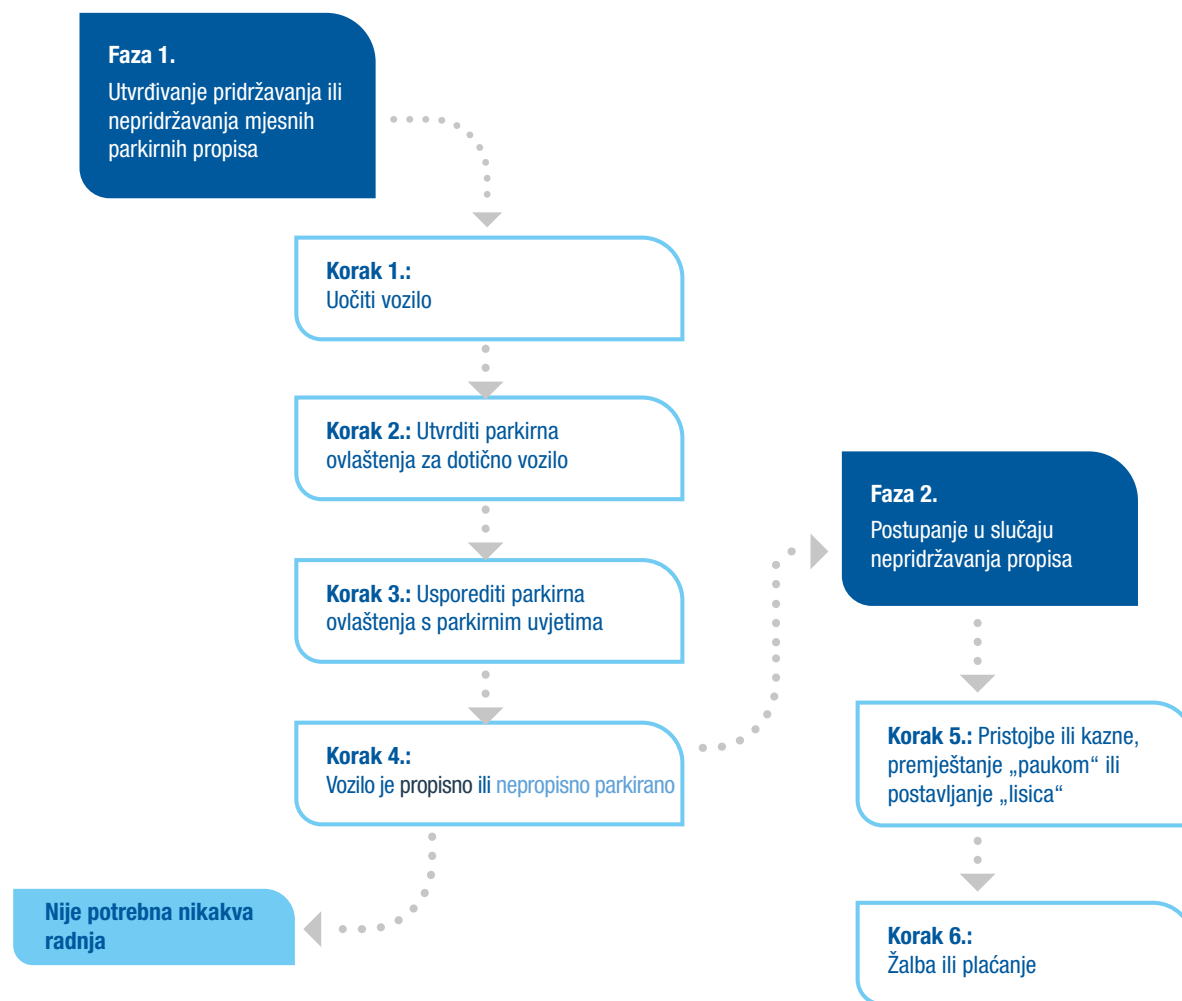 Faza 1.
Utvrđivanje pridržavanja ili
nepridržavanja mjesnih
parkirnih propisa
Korak 1.:
Uočiti vozilo
Korak 2.: Utvrditi parkirna
ovlaštenja za dotično vozilo
Korak 3.: Usporediti parkirna
ovlaštenja s parkirnim uvjetima
Korak 4.:
Vozilo je propisno ili nepropisno parkirano
Nije potrebna nikakva
radnja
Faza 2.
Postupanje u slučaju
nepridržavanja propisa
Korak 5.: Pristojbe ili kazne,
premještanje „paukom“ ili
postavljanje „lisica“
Korak 6.:
Žalba ili plaćanje